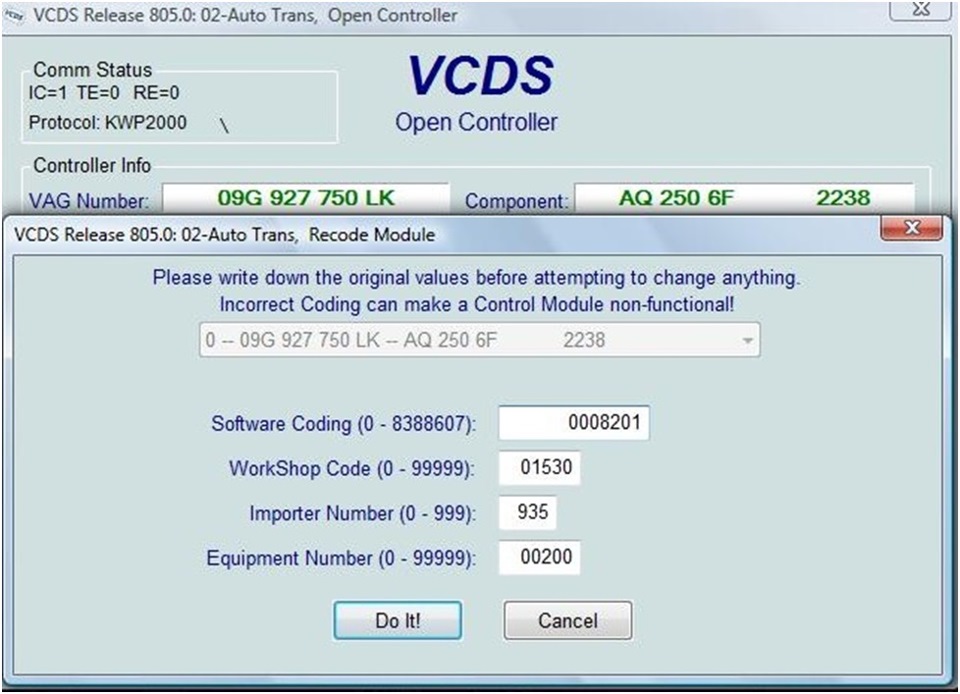 VCDS Release 805.0: 02-Auto Trans, Open Controller
Comm Status
IC=1 TE=0 RE=0
Protocol: KWP2000 \
VCDS
Open Controller
Controller Info
VAG Number: 09G 927 750 LK Component: AQ 250 6F 2238
VCDS Release 805.0: 02-Auto Trans, Recode Module
Please write down the original values before attempting to change anything.
Incorrect Coding can make a Control Module non-functional!
0 -- 09G 927 750 LK -- AQ 250 6F 2238
Software Coding (0 - 8388607): 0008201
WorkShop Code (0 - 99999): 01530
Importer Number (0 - 999): 935
Equipment Number (0 - 99999): 00200
Do It! Cancel